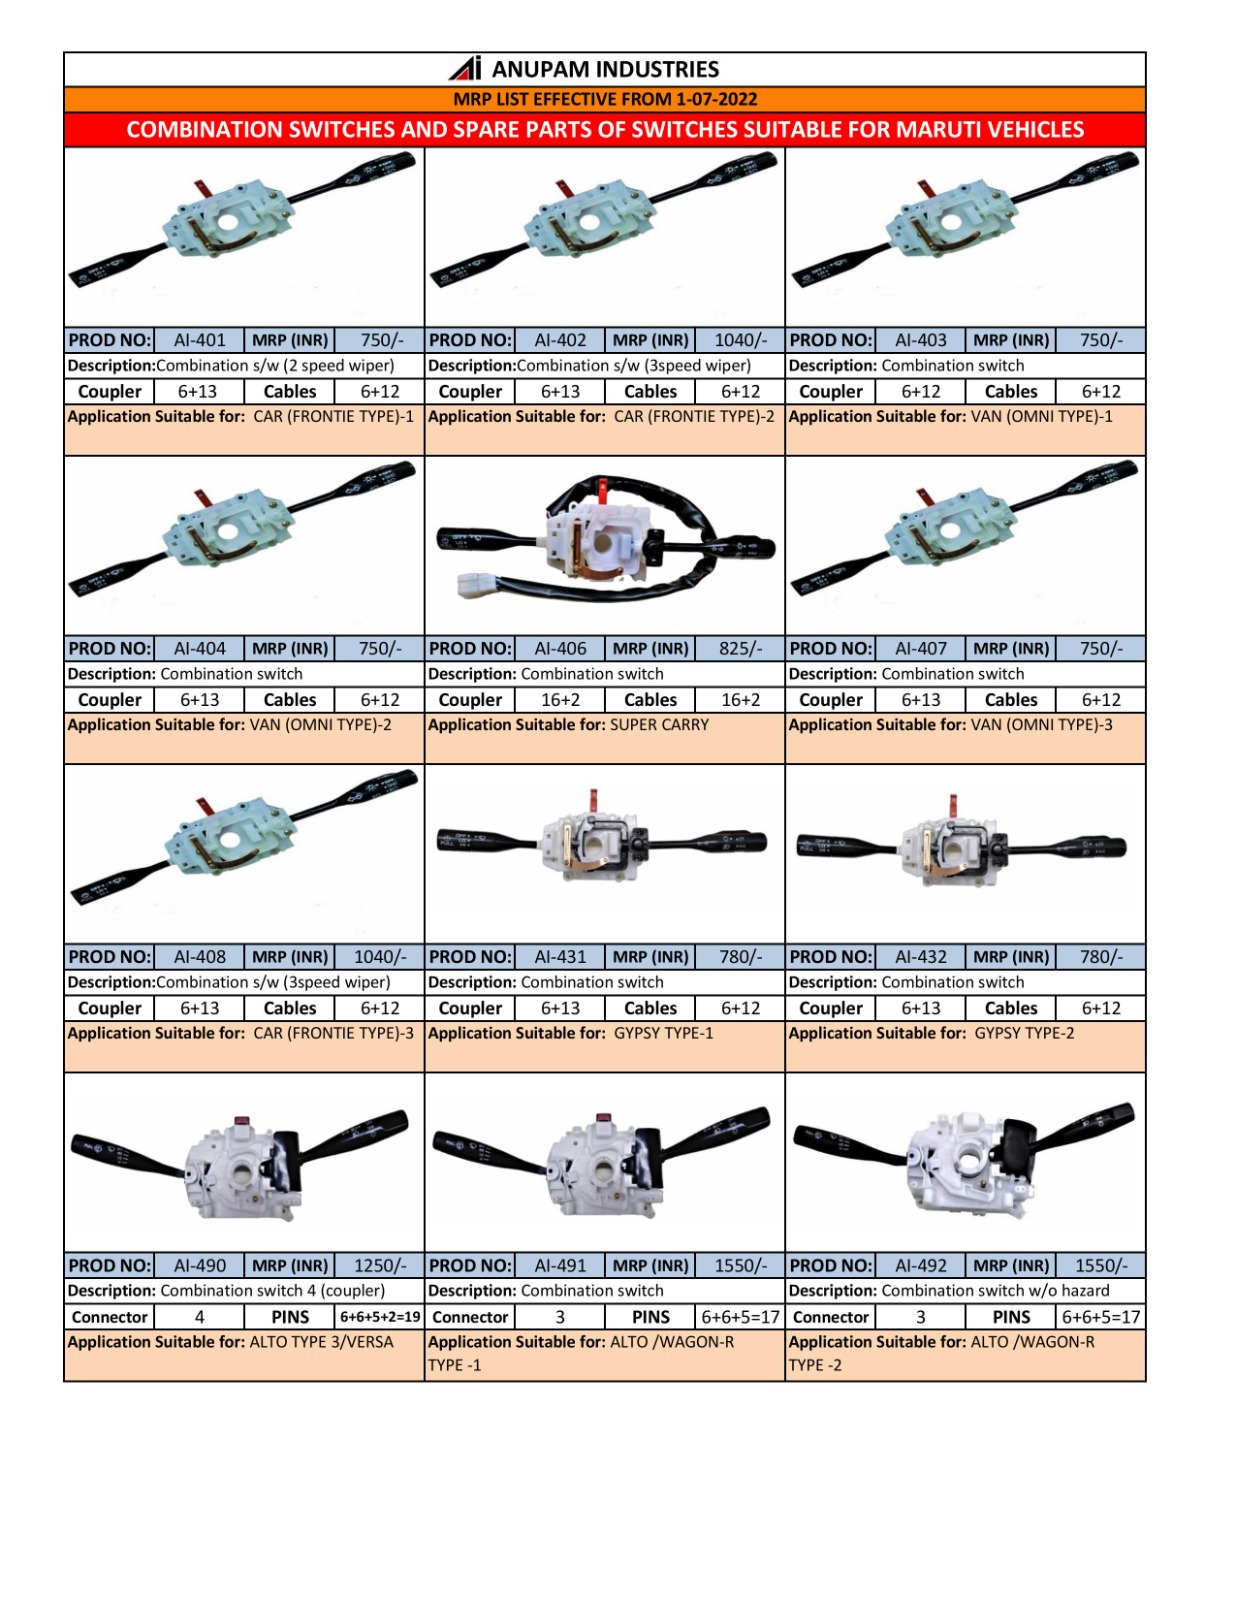 Ai ANUPAM INDUSTRIES
MRP LIST EFFECTIVE FROM 1-07-2022
COMBINATION SWITCHES AND SPARE PARTS OF SWITCHES SUITABLE FOR MARUTI VEHICLES
PROD NO: AI-401 MRP (INR) 750/- PROD NO: AI-402 MRP (INR) 1040/- PROD NO: AI-403 MRP (INR) 750/-
Description:Combination s/w (2 speed wiper) Description:Combination s/w (3speed wiper) Description: Combination switch
Coupler 6+13 Cables 6+12 Coupler 6+13 Cables 6+12 Coupler 6+12 Cables 6+12
Application Suitable for: CAR (FRONTIE TYPE)-1 Application Suitable for: CAR (FRONTIE TYPE)-2 Application Suitable for: VAN (OMNI TYPE)-1
PROD NO: AI-404 MRP (INR) 750/- PROD NO: AI-406 MRP (INR) 825/- PROD NO: AI-407 MRP (INR) 750/-
Description: Combination switch Description: Combination switch Description: Combination switch
Coupler 6+13 Cables 6+12 Coupler 16+2 Cables 16+2 Coupler 6+13 Cables 6+12
Application Suitable for: VAN (OMNI TYPE)-2 Application Suitable for: SUPER CARRY Application Suitable for: VAN (OMNI TYPE)-3
PROD NO: AI-408 MRP (INR) 1040/- PROD NO: AI-431 MRP (INR) 780/- PROD NO: AI-432 MRP (INR) 780/-
Description:Combination s/w (3speed wiper) Description: Combination switch Description: Combination switch
Coupler 6+13 Cables 6+12 Coupler 6+13 Cables 6+12 Coupler 6+13 Cables 6+12
Application Suitable for: CAR (FRONTIE TYPE)-3 Application Suitable for: GYPSY TYPE-1 Application Suitable for: GYPSY TYPE-2
PROD NO: AI-490 MRP (INR) 1250/- PROD NO: AI-491 MRP (INR) 1550/- PROD NO: AI-492 MRP (INR) 1550/-
Description: Combination switch 4 (coupler) Description: Combination switch Description: Combination switch w/o hazard
Connector 4 PINS 6+6+5+2=19 Connector 3 PINS 6+6+5=17 Connector 3 PINS 6+6+5=17
Application Suitable for: ALTO TYPE 3/VERSA Application Suitable for: ALTO /WAGON-R Application Suitable for: ALTO /WAGON-R
TYPE -1 TYPE -2